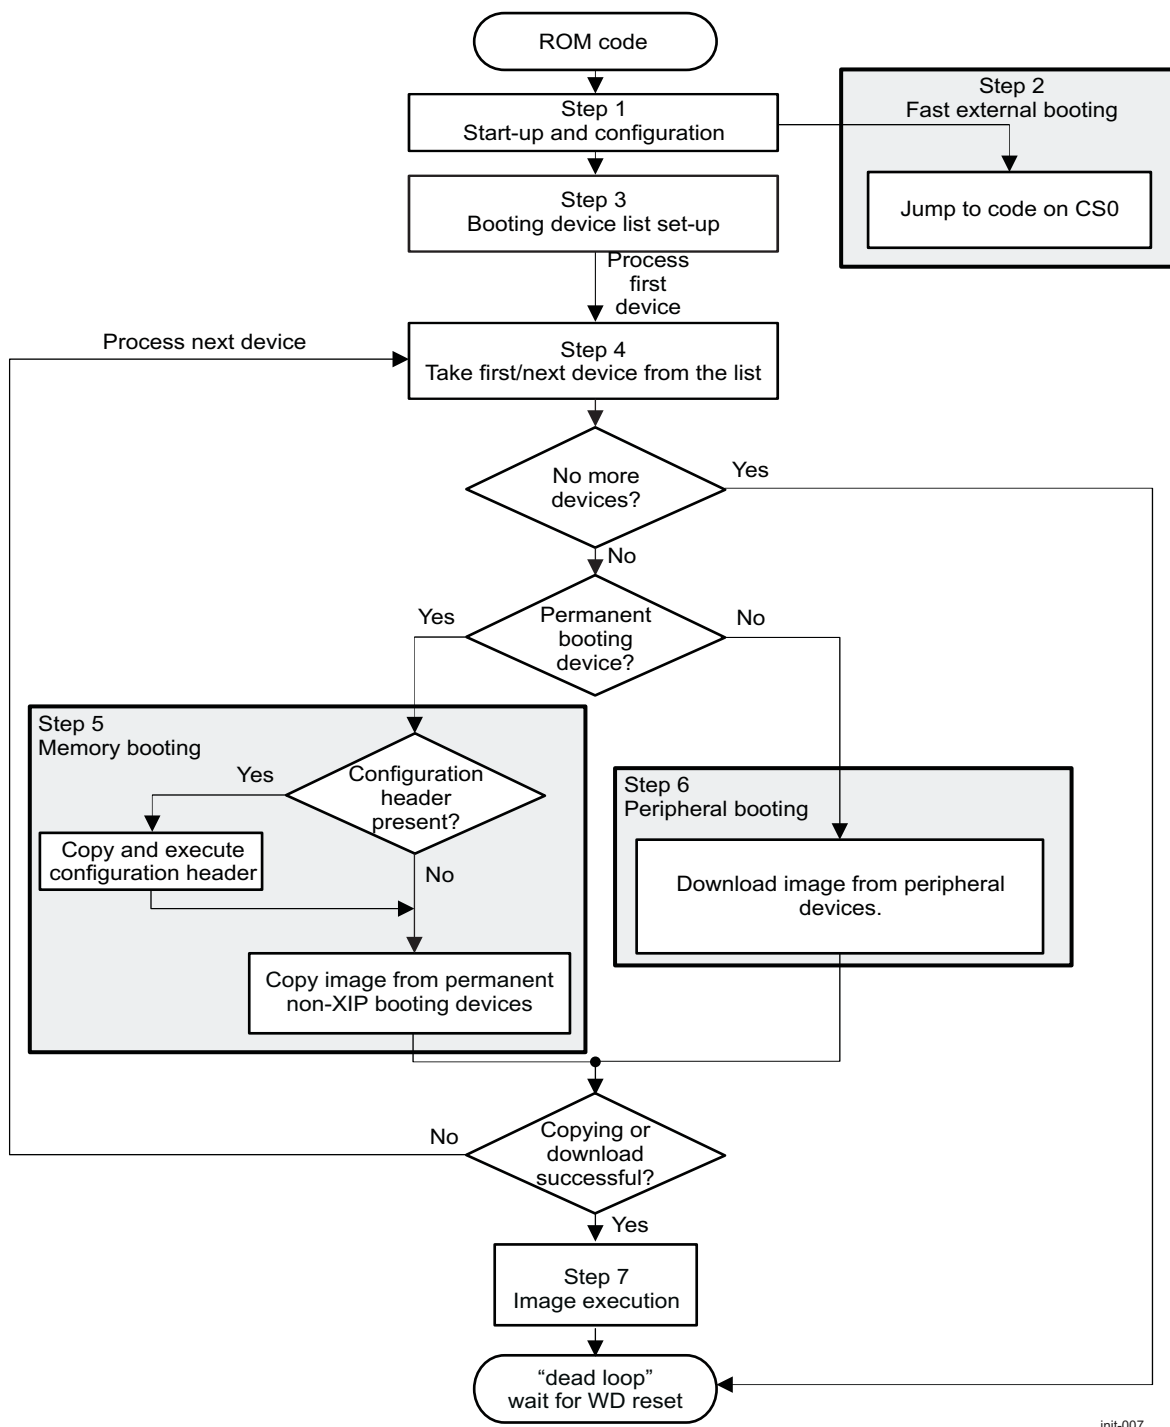 ROM code
Step 1
Start-up and configuration
Step 2
Fast external booting
Jump to code on CS0
Step 3
Booting device list set-up
Process
first
device
Process next device
Step 4
Take first/next device from the list
No more
devices?
Yes
No
Permanent
booting
device?
Yes
No
Step 5
Memory booting
Configuration
header
present?
Yes
Copy and execute
configuration header
No
Copy image from permanent
non-XIP booting devices
Step 6
Peripheral booting
Download image from peripheral
devices.
Copying or
download
successful?
No
Yes
Step 7
Image execution
“dead loop”
wait for WD reset
init-007